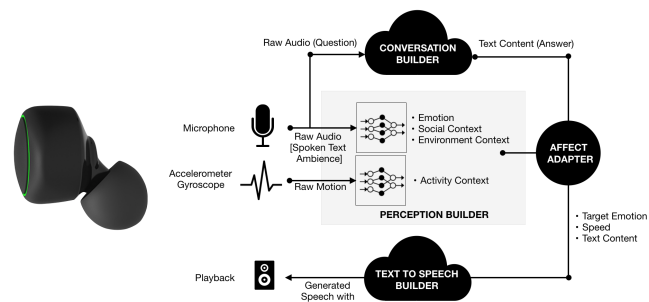 Raw Audio (Question)
CONVERSATION
BUILDER
Text Content (Answer)
Microphone
Raw Audio
[Spoken Text
Ambience]
• Emotion
• Social Context
• Environment Context
AFFECT
ADAPTER
Accelerometer
Gyroscope
Raw Motion
• Activity Context
PERCEPTION BUILDER
• Target Emotion
• Speed
• Text Content
Playback
Generated
Speech with
TEXT TO SPEECH
BUILDER